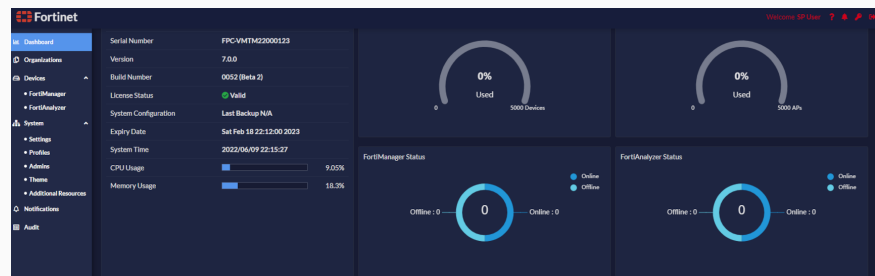 Fortinet
Welcome SP User
Dashboard
Organizations
Devices
FortiManager
FortiAnalyzer
System
Settings
Profiles
Admins
Theme
Additional Resources
Notifications
Audit
Serial Number FPC-VMTM22000123
Version 7.0.0
Build Number 0052 (Beta 2)
License Status Valid
System Configuration Last Backup N/A
Expiry Date Sat Feb 18 22:12:00 2023
System Time 2022/06/09 22:15:27
CPU Usage 9.05%
Memory Usage 18.3%
0%
Used
0 5000 Devices
0%
Used
0 5000 APs
FortiManager Status
Online
Offline
Offline : 0 0 Online : 0
FortiAnalyzer Status
Online
Offline
Offline : 0 0 Online : 0